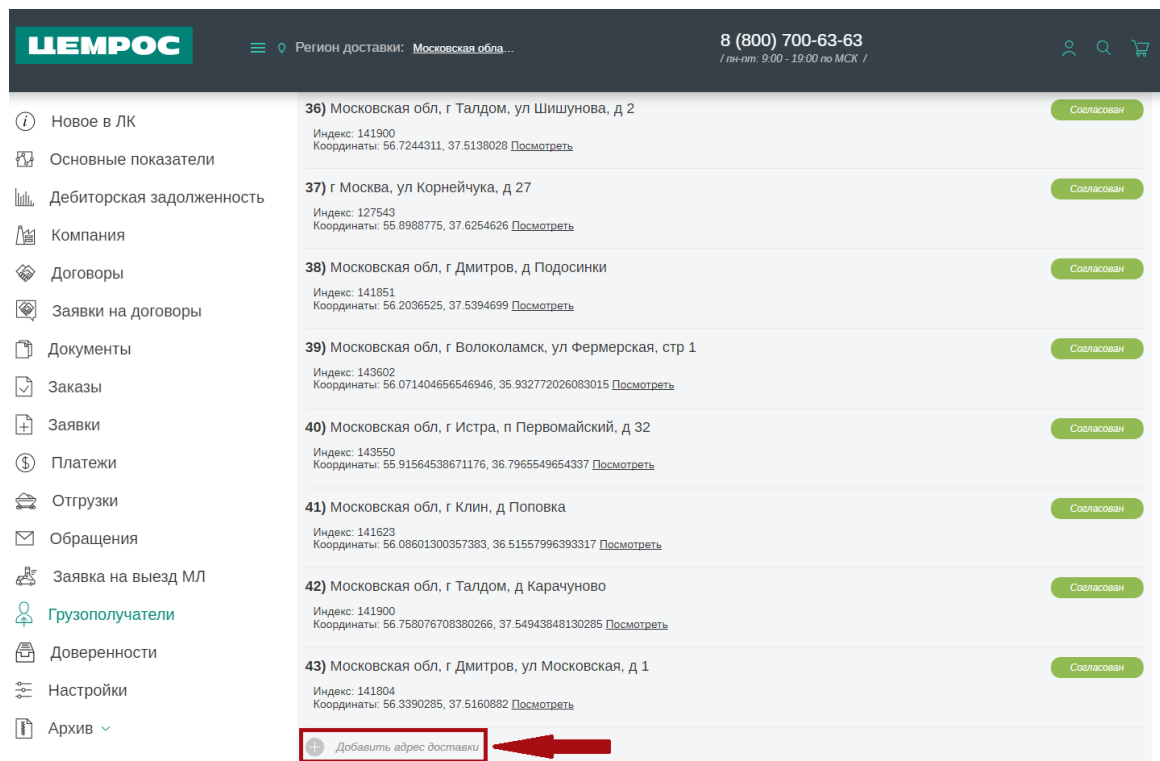 ЦЕМРОС
Регион доставки: Московская обла...
8 (800) 700-63-63
/ пн-пт: 9:00 - 19:00 по МСК /
Новое в ЛК
Основные показатели
Дебиторская задолженность
Компания
Договоры
Заявки на договоры
Документы
Заказы
Заявки
Платежи
Отгрузки
Обращения
Заявка на выезд МЛ
Грузополучатели
Доверенности
Настройки
Архив
36) Московская обл, г Талдом, ул Шишунова, д 2
Согласован
Индекс: 141900
Координаты: 56.7244311, 37.5138028 Посмотреть
37) г Москва, ул Корнейчука, д 27
Согласован
Индекс: 127543
Координаты: 55.8988775, 37.6254626 Посмотреть
38) Московская обл, г Дмитров, д Подосинки
Согласован
Индекс: 141851
Координаты: 56.2036525, 37.5394699 Посмотреть
39) Московская обл, г Волоколамск, ул Фермерская, стр 1
Согласован
Индекс: 143602
Координаты: 56.071404656546946, 35.932772026083015 Посмотреть
40) Московская обл, г Истра, п Первомайский, д 32
Согласован
Индекс: 143550
Координаты: 55.91564538671176, 36.7965549654337 Посмотреть
41) Московская обл, г Клин, д Поповка
Согласован
Индекс: 141623
Координаты: 56.08601300357383, 36.51557996393317 Посмотреть
42) Московская обл, г Талдом, д Карачуново
Согласован
Индекс: 141900
Координаты: 56.758076708380266, 37.54943848130285 Посмотреть
43) Московская обл, г Дмитров, ул Московская, д 1
Согласован
Индекс: 141804
Координаты: 56.3390285, 37.5160882 Посмотреть
Добавить адрес доставки